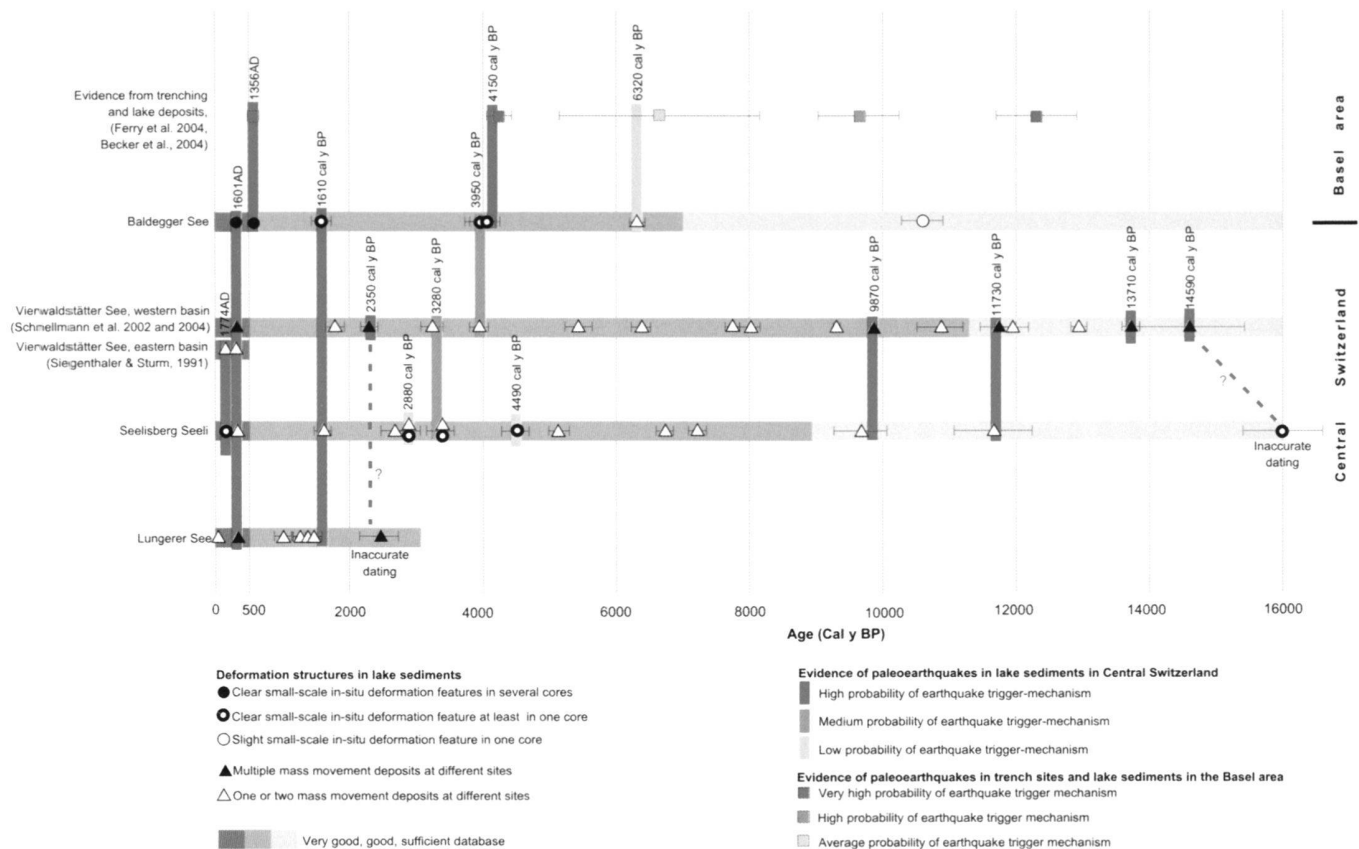 Evidence from trenching
and lake deposits,
(Ferry et al. 2004,
Becker et al., 2004)
1356AD
4150 cal y BP
6320 cal y BP
Basel area
1601AD
1610 cal y BP
3950 cal y BP
Baldegger See
1774AD
2350 cal y BP
3280 cal y BP
9870 cal y BP
11730 cal y BP
13710 cal y BP
14590 cal y BP
Vierwaldstätter See, western basin
(Schnellmann et al. 2002 and 2004)
Vierwaldstätter See, eastern basin
(Siegenthaler & Sturm, 1991)
2880 cal y BP
4490 cal y BP
?
Central Switzerland
Seelisberg Seeli
Inaccurate
dating
?
Lungerer See
Inaccurate
dating
0 500 2000 4000 6000 8000 10000 12000 14000 16000
Age (Cal y BP)
Deformation structures in lake sediments
Clear small-scale in-situ deformation features in several cores
Clear small-scale in-situ deformation feature at least in one core
Slight small-scale in-situ deformation feature in one core
Multiple mass movement deposits at different sites
One or two mass movement deposits at different sites
Very good, good, sufficient database
Evidence of paleoearthquakes in lake sediments in Central Switzerland
High probability of earthquake trigger-mechanism
Medium probability of earthquake trigger-mechanism
Low probability of earthquake trigger-mechanism
Evidence of paleoearthquakes in trench sites and lake sediments in the Basel area
Very high probability of earthquake trigger mechanism
High probability of earthquake trigger mechanism
Average probability of earthquake trigger mechanism